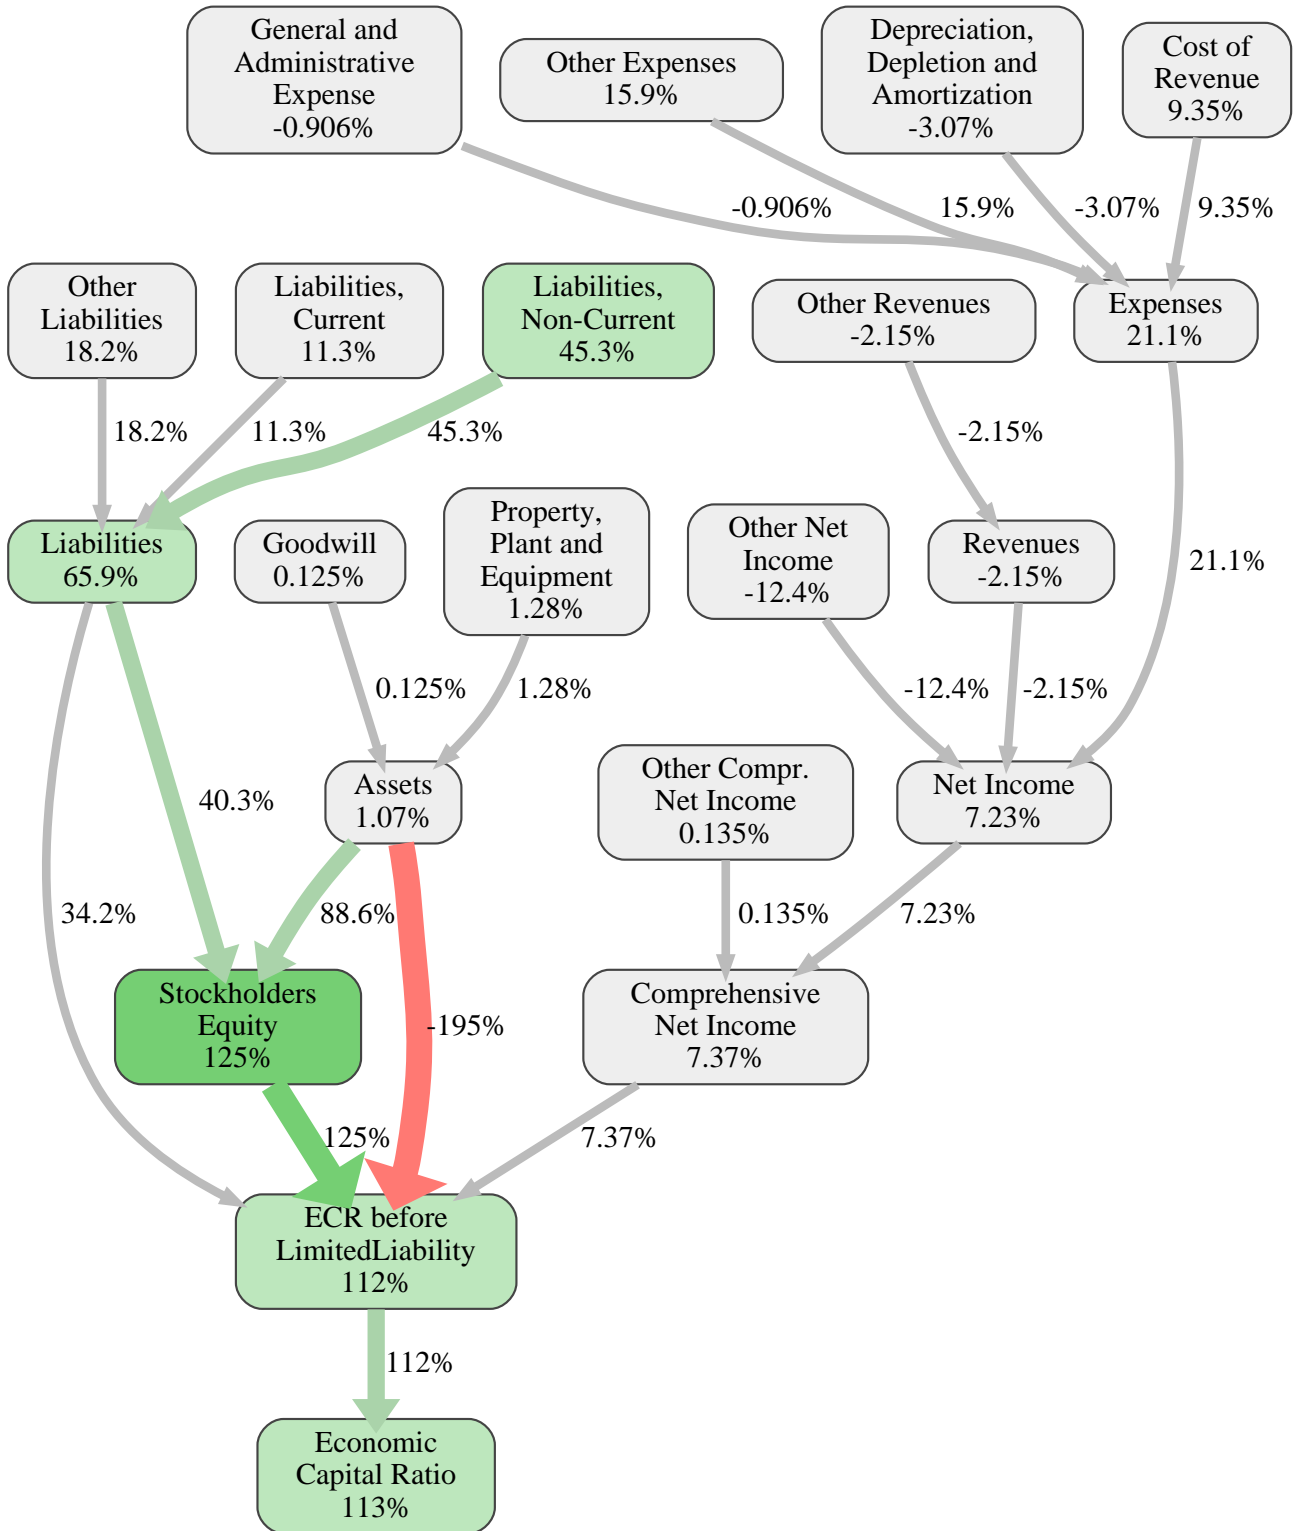 General and
Administrative
Expense
-0.906%
Other Expenses
15.9%
Depreciation,
Depletion and
Amortization
-3.07%
Cost of
Revenue
9.35%
-0.906%
15.9%
-3.07%
9.35%
Other
Liabilities
18.2%
Liabilities,
Current
11.3%
Liabilities,
Non-Current
45.3%
Other Revenues
-2.15%
Expenses
21.1%
18.2%
11.3%
45.3%
-2.15%
Liabilities
65.9%
Goodwill
0.125%
Property,
Plant and
Equipment
1.28%
Other Net
Income
-12.4%
Revenues
-2.15%
21.1%
0.125%
1.28%
-12.4%
-2.15%
40.3%
Assets
1.07%
Other Compr.
Net Income
0.135%
Net Income
7.23%
34.2%
88.6%
0.135%
7.23%
Stockholders
Equity
125%
-195%
Comprehensive
Net Income
7.37%
125%
7.37%
ECR before
LimitedLiability
112%
112%
Economic
Capital Ratio
113%